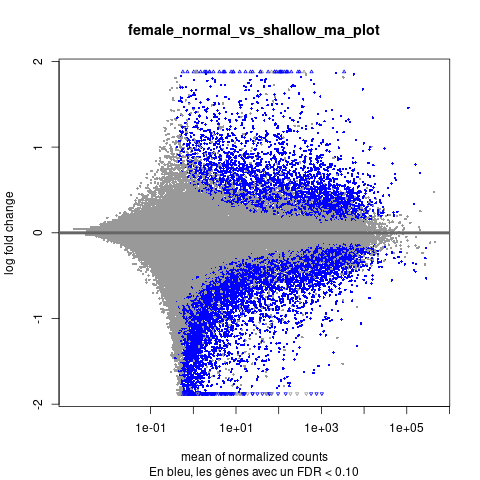 female_normal_vs_shallow_ma_plot
log fold change
2
1
0
-1
-2
1e-01
1e+01
1e+03
1e+05
mean of normalized counts
En bleu, les gènes avec un FDR < 0.10